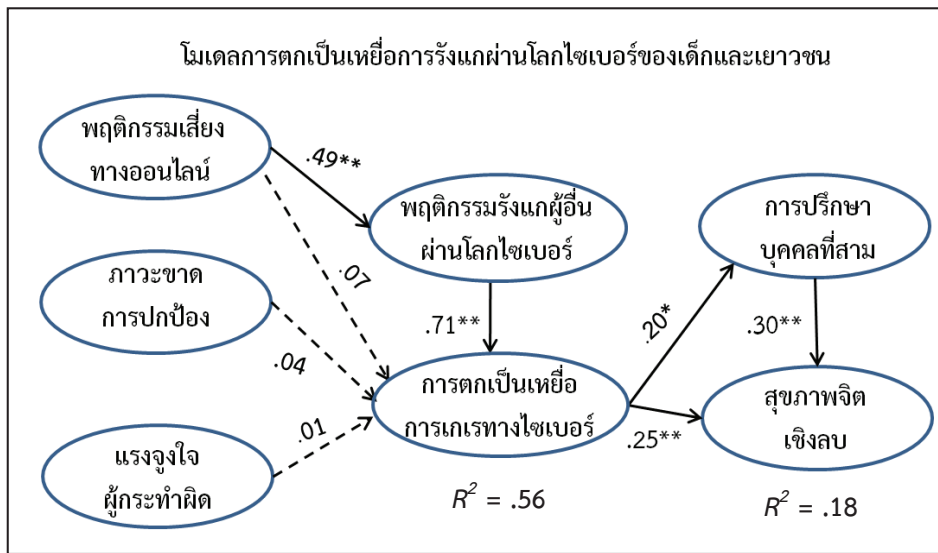 โมเดลการตกเป็นเหยื่อการรังแกผ่านโลกไซเบอร์ของเด็กและเยาวชน
พฤติกรรมเสี่ยง
ทางออนไลน์
.49**
พฤติกรรมรังแกผู้อื่น
ผ่านโลกไซเบอร์
การปรึกษา
บุคคลที่สาม
ภาวะขาด
การปกป้อง
.07
.71**
.20*
.30**
.04
การตกเป็นเหยื่อ
การเกเรทางไซเบอร์
สุขภาพจิต
เชิงลบ
.01
.25**
แรงจูงใจ
ผู้กระทำผิด
R² = .56
R² = .18